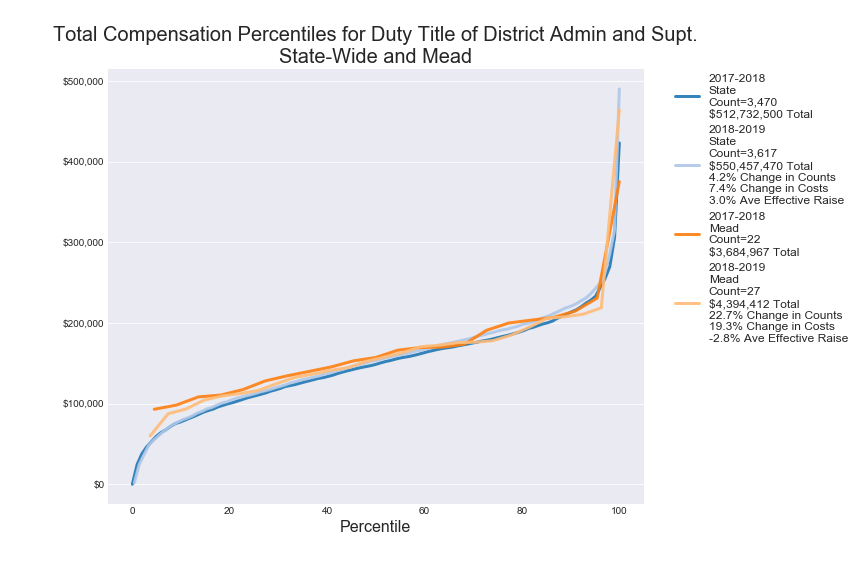 Total Compensation Percentiles for Duty Title of District Admin and Supt.
State-Wide and Mead
$500,000
$400,000
$300,000
$200,000
$100,000
$0
0
20
40
60
80
100
Percentile
2017-2018
State
Count=3,470
$512,732,500 Total
2018-2019
State
Count=3,617
$550,457,470 Total
4.2% Change in Counts
7.4% Change in Costs
3.0% Ave Effective Raise
2017-2018
Mead
Count=22
$3,684,967 Total
2018-2019
Mead
Count=27
$4,394,412 Total
22.7% Change in Counts
19.3% Change in Costs
-2.8% Ave Effective Raise